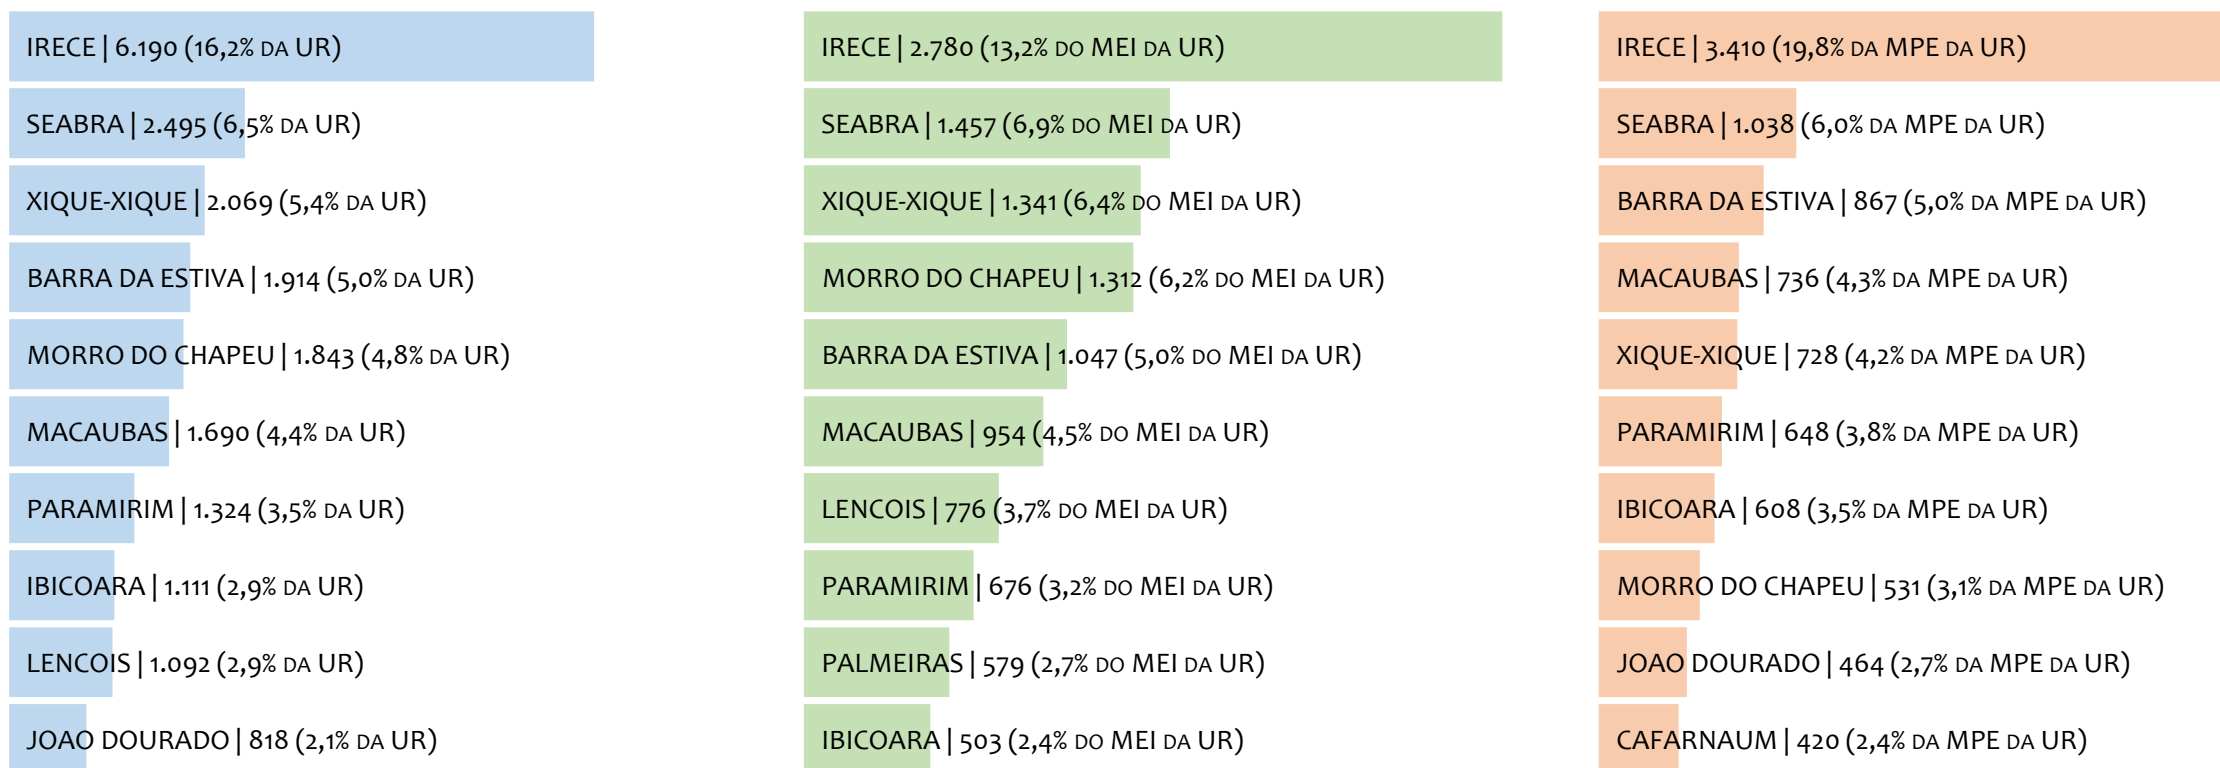 IRECE | 6.190 (16,2% DA UR)
SEABRA | 2.495 (6,5% DA UR)
XIQUE-XIQUE | 2.069 (5,4% DA UR)
BARRA DA ESTIVA | 1.914 (5,0% DA UR)
MORRO DO CHAPEU | 1.843 (4,8% DA UR)
MACAUBAS | 1.690 (4,4% DA UR)
PARAMIRIM | 1.324 (3,5% DA UR)
IBICOARA | 1.111 (2,9% DA UR)
LENCOIS | 1.092 (2,9% DA UR)
JOAO DOURADO | 818 (2,1% DA UR)
IRECE | 2.780 (13,2% DO MEI DA UR)
SEABRA | 1.457 (6,9% DO MEI DA UR)
XIQUE-XIQUE | 1.341 (6,4% DO MEI DA UR)
MORRO DO CHAPEU | 1.312 (6,2% DO MEI DA UR)
BARRA DA ESTIVA | 1.047 (5,0% DO MEI DA UR)
MACAUBAS | 954 (4,5% DO MEI DA UR)
LENCOIS | 776 (3,7% DO MEI DA UR)
PARAMIRIM | 676 (3,2% DO MEI DA UR)
PALMEIRAS | 579 (2,7% DO MEI DA UR)
IBICOARA | 503 (2,4% DO MEI DA UR)
IRECE | 3.410 (19,8% DA MPE DA UR)
SEABRA | 1.038 (6,0% DA MPE DA UR)
BARRA DA ESTIVA | 867 (5,0% DA MPE DA UR)
MACAUBAS | 736 (4,3% DA MPE DA UR)
XIQUE-XIQUE | 728 (4,2% DA MPE DA UR)
PARAMIRIM | 648 (3,8% DA MPE DA UR)
IBICOARA | 608 (3,5% DA MPE DA UR)
MORRO DO CHAPEU | 531 (3,1% DA MPE DA UR)
JOAO DOURADO | 464 (2,7% DA MPE DA UR)
CAFARNAUM | 420 (2,4% DA MPE DA UR)